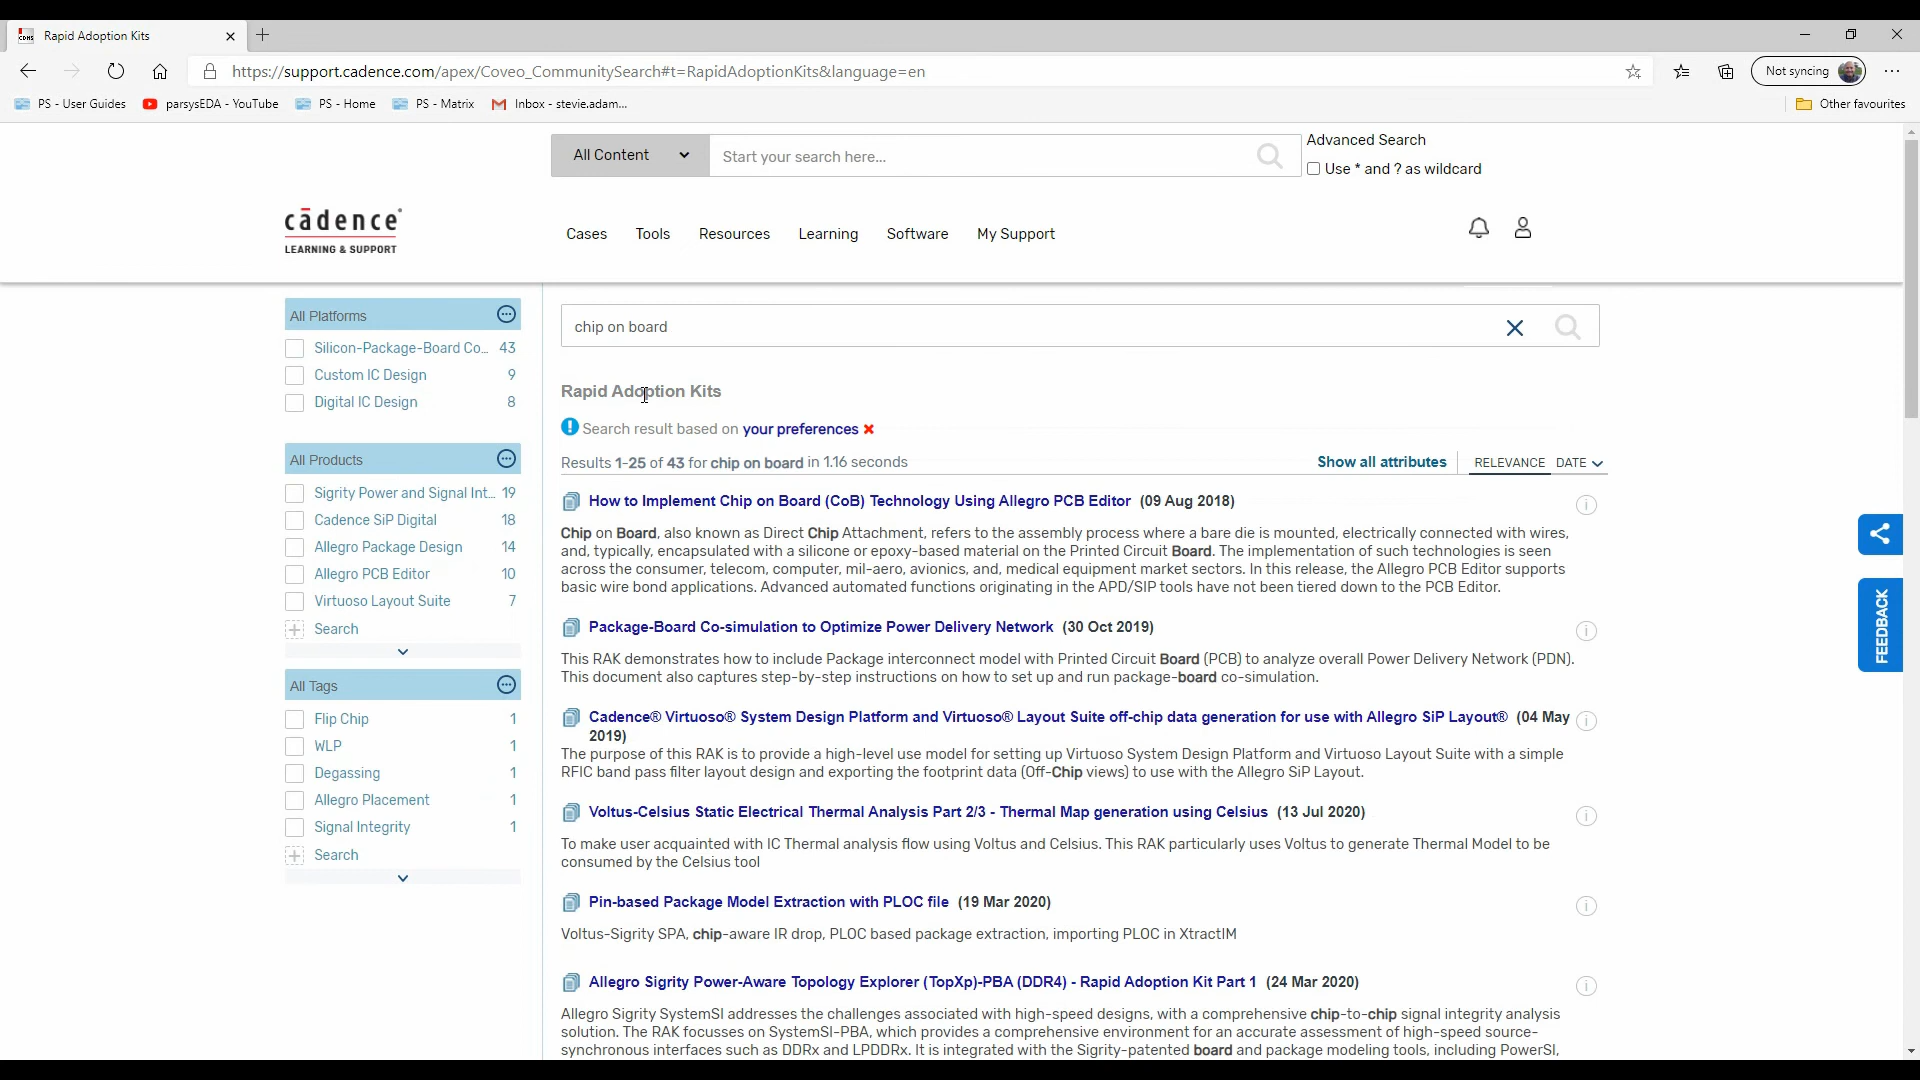 CDNS Rapid Adoption Kits
https://support.cadence.com/apex/Coveo_CommunitySearch#t=RapidAdoptionKits&language=en
Not syncing
PS - User Guides
parsysEDA - YouTube
PS - Home
PS - Matrix
Inbox - stevie.adam...
Other favourites
All Content
Start your search here...
Advanced Search
Use * and ? as wildcard
cādence
LEARNING & SUPPORT
Cases
Tools
Resources
Learning
Software
My Support
All Platforms
Silicon-Package-Board Co... 43
Custom IC Design 9
Digital IC Design 8
All Products
Sigrity Power and Signal Int... 19
Cadence SiP Digital 18
Allegro Package Design 14
Allegro PCB Editor 10
Virtuoso Layout Suite 7
Search
All Tags
Flip Chip 1
WLP 1
Degassing 1
Allegro Placement 1
Signal Integrity 1
Search
chip on board
Rapid Adoption Kits
Search result based on your preferences
Results 1-25 of 43 for chip on board in 1.16 seconds
Show all attributes
RELEVANCE DATE
How to Implement Chip on Board (CoB) Technology Using Allegro PCB Editor (09 Aug 2018)
Chip on Board, also known as Direct Chip Attachment, refers to the assembly process where a bare die is mounted, electrically connected with wires,
and, typically, encapsulated with a silicone or epoxy-based material on the Printed Circuit Board. The implementation of such technologies is seen
across the consumer, telecom, computer, mil-aero, avionics, and, medical equipment market sectors. In this release, the Allegro PCB Editor supports
basic wire bond applications. Advanced automated functions originating in the APD/SIP tools have not been tiered down to the PCB Editor.
Package-Board Co-simulation to Optimize Power Delivery Network (30 Oct 2019)
This RAK demonstrates how to include Package interconnect model with Printed Circuit Board (PCB) to analyze overall Power Delivery Network (PDN).
This document also captures step-by-step instructions on how to set up and run package-board co-simulation.
Cadence® Virtuoso® System Design Platform and Virtuoso® Layout Suite off-chip data generation for use with Allegro SiP Layout® (04 May
2019)
The purpose of this RAK is to provide a high-level use model for setting up Virtuoso System Design Platform and Virtuoso Layout Suite with a simple
RFIC band pass filter layout design and exporting the footprint data (Off-Chip views) to use with the Allegro SiP Layout.
Voltus-Celsius Static Electrical Thermal Analysis Part 2/3 - Thermal Map generation using Celsius (13 Jul 2020)
To make user acquainted with IC Thermal analysis flow using Voltus and Celsius. This RAK particularly uses Voltus to generate Thermal Model to be
consumed by the Celsius tool
Pin-based Package Model Extraction with PLOC file (19 Mar 2020)
Voltus-Sigrity SPA, chip-aware IR drop, PLOC based package extraction, importing PLOC in XtractIM
Allegro Sigrity Power-Aware Topology Explorer (TopXp)-PBA (DDR4) - Rapid Adoption Kit Part 1 (24 Mar 2020)
Allegro Sigrity SystemSI addresses the challenges associated with high-speed designs, with a comprehensive chip-to-chip signal integrity analysis
solution. The RAK focusses on SystemSI-PBA, which provides a comprehensive environment for an accurate assessment of high-speed source-
synchronous interfaces such as DDRx and LPDDRx. It is integrated with the Sigrity-patented board and package modeling tools, including PowerSI,
FEEDBACK